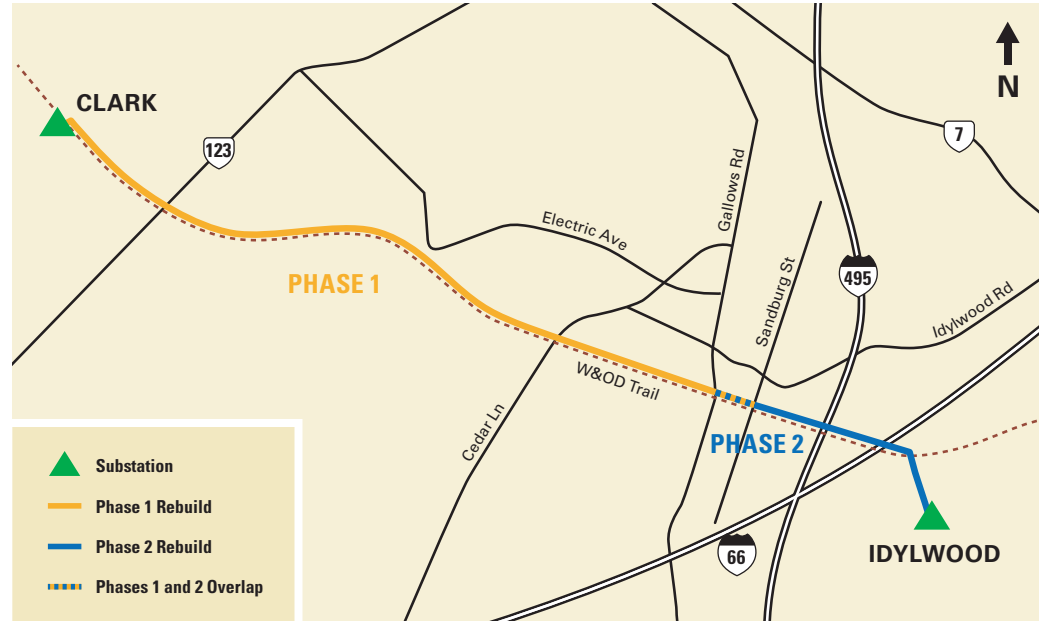 N
CLARK
123
7
Gallows Rd
Electric Ave
PHASE 1
Sandburg St
495
Idylwood Rd
W&OD Trail
Cedar Ln
PHASE 2
66
IDYLWOOD
Substation
Phase 1 Rebuild
Phase 2 Rebuild
Phases 1 and 2 Overlap